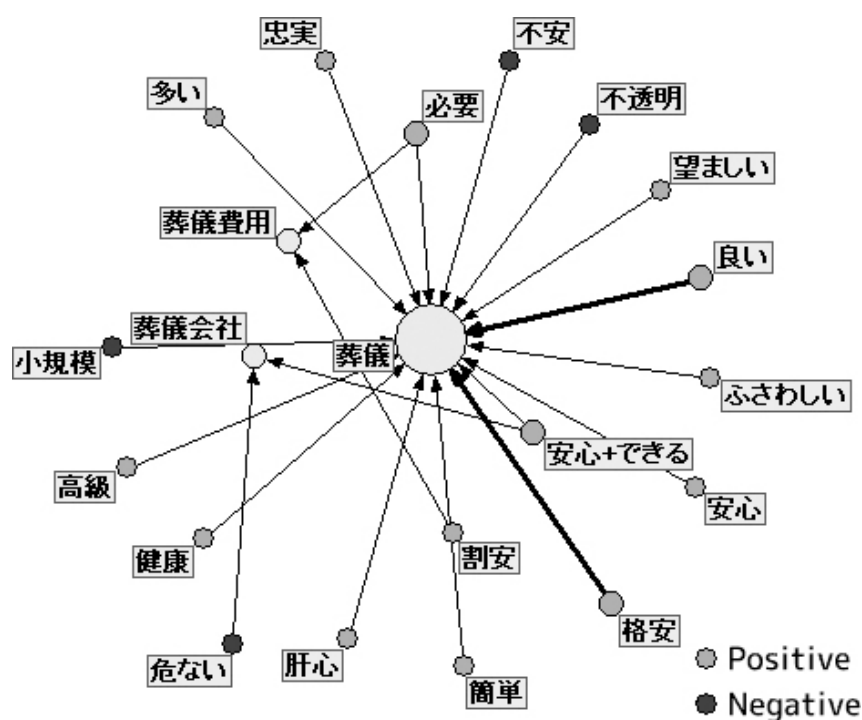 忠実
不安
多い
必要
不透明
望ましい
葬儀費用
良い
葬儀会社
小規模
葬儀
ふさわしい
安心+できる
高級
安心
健康
割安
格安
危ない
肝心
簡単
Positive
Negative